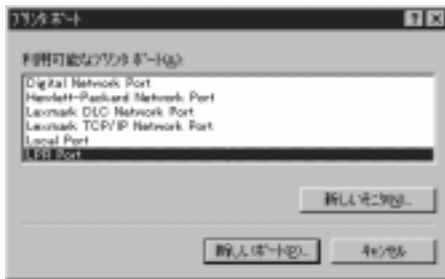 プリンタ ポート
利用可能なプリンタ ポート(A):
Digital Network Port
Hewlett-Packard Network Port
Lexmark DLC Network Port
Lexmark TCP/IP Network Port
Local Port
LPR Port
新しいモニタ(M)...
新しいポート(P)...
キャンセル